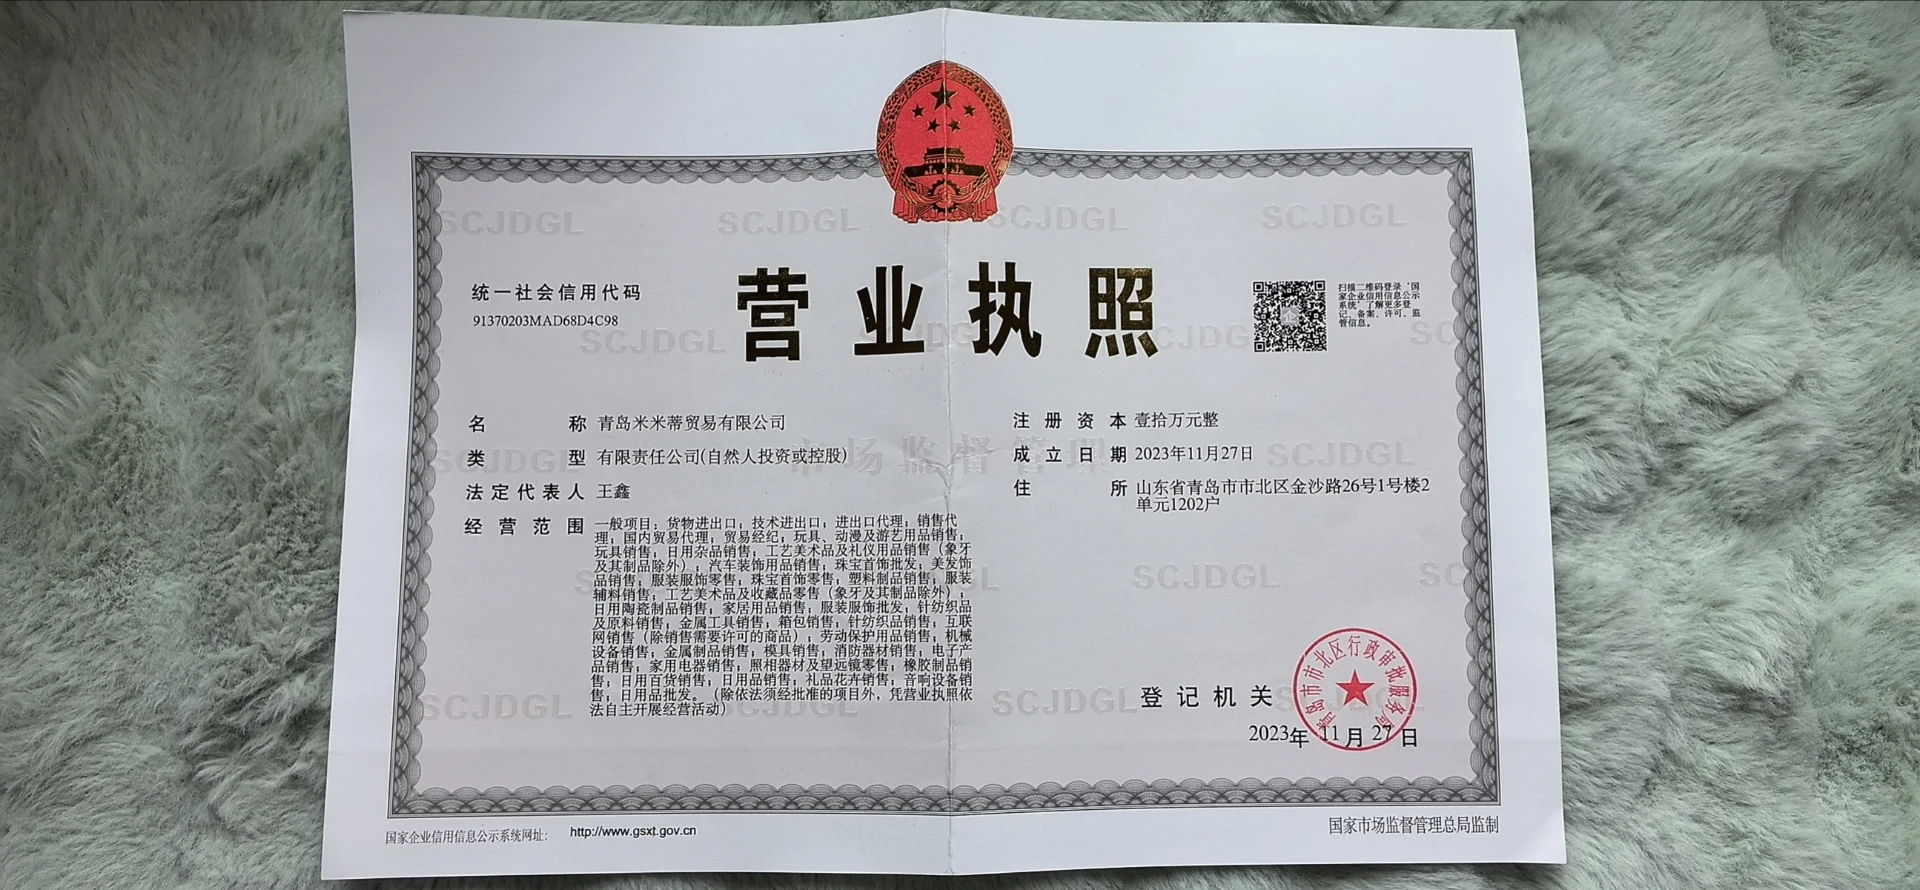 营业执照
统一社会信用代码
91370203MAD68D4C98
扫描二维码登录‘国
家企业信用信息公示
系统’了解更多登
记、备案、许可、监
管信息。
名称 青岛米米蒂贸易有限公司
类型 有限责任公司(自然人投资或控股)
法定代表人 王鑫
经营范围 一般项目：货物进出口；技术进出口；进出口代理；销售代
理；国内贸易代理；贸易经纪；玩具、动漫及游艺用品销售；
玩具销售；日用杂品销售；工艺美术品及礼仪用品销售（象牙
及其制品除外）；汽车装饰用品销售；珠宝首饰批发；美发饰
品销售；服装服饰零售；珠宝首饰零售；塑料制品销售；服装
辅料销售；工艺美术品及收藏品零售（象牙及其制品除外）；
日用陶瓷制品销售；家居用品销售；服装服饰批发；针纺织品
及原料销售；金属工具销售；箱包销售；针纺织品销售；互联
网销售（除销售需要许可的商品）；劳动保护用品销售；机械
设备销售；金属制品销售；模具销售；消防器材销售；电子产
品销售；家用电器销售；照相器材及望远镜零售；橡胶制品销
售；日用百货销售；日用品销售；礼品花卉销售；音响设备销
售；日用品批发。（除依法须经批准的项目外，凭营业执照依
法自主开展经营活动）
注册资本 壹拾万元整
成立日期 2023年11月27日
住所 山东省青岛市市北区金沙路26号1号楼2
单元1202户
登记机关
青岛市市北区行政审批服务局
2023年 11 月 27 日
国家企业信用信息公示系统网址： http://www.gsxt.gov.cn
国家市场监督管理总局监制
SCJDGL
市场监督管理